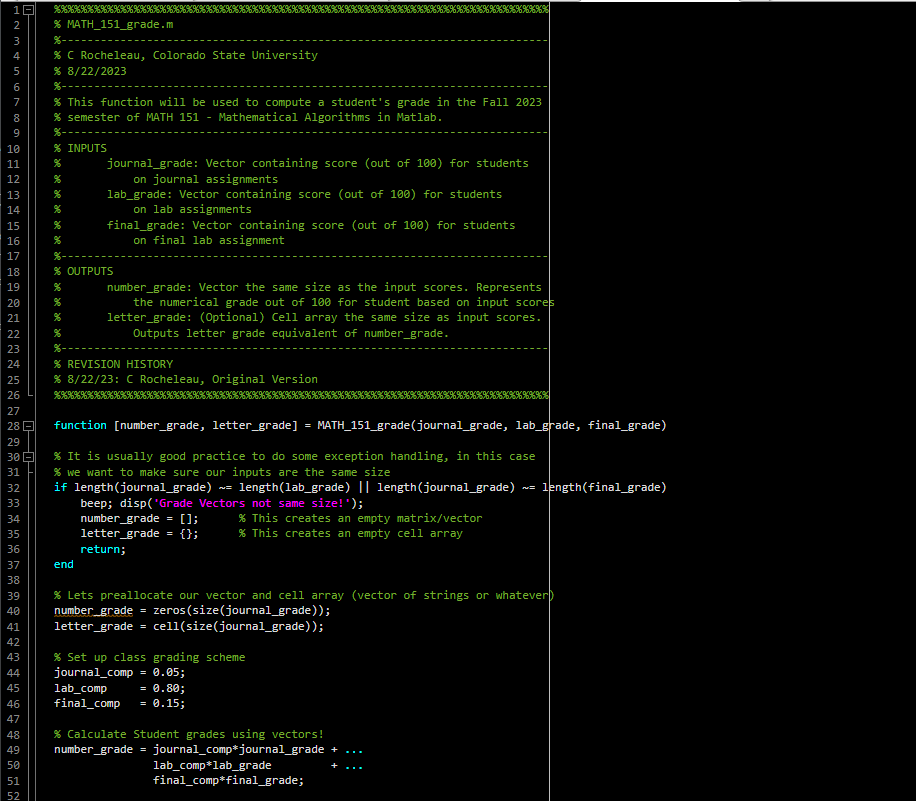 1 %%%%%%%%%%%%%%%%%%%%%%%%%%%%%%%%%%%%%%%%%%%%%%%%%%%%%%%%%%%%%%%%%%%%%%%%%%%%%
2 % MATH_151_grade.m
3 %--------------------------------------------------------------------------
4 % C Rocheleau, Colorado State University
5 % 8/22/2023
6 %--------------------------------------------------------------------------
7 % This function will be used to compute a student's grade in the Fall 2023
8 % semester of MATH 151 - Mathematical Algorithms in Matlab.
9 %--------------------------------------------------------------------------
10 % INPUTS
11 %       journal_grade: Vector containing score (out of 100) for students
12 %           on journal assignments
13 %       lab_grade: Vector containing score (out of 100) for students
14 %           on lab assignments
15 %       final_grade: Vector containing score (out of 100) for students
16 %           on final lab assignment
17 %--------------------------------------------------------------------------
18 % OUTPUTS
19 %       number_grade: Vector the same size as the input scores. Represents
20 %           the numerical grade out of 100 for student based on input scores
21 %       letter_grade: (Optional) Cell array the same size as input scores.
22 %           Outputs letter grade equivalent of number_grade.
23 %--------------------------------------------------------------------------
24 % REVISION HISTORY
25 % 8/22/23: C Rocheleau, Original Version
26 %%%%%%%%%%%%%%%%%%%%%%%%%%%%%%%%%%%%%%%%%%%%%%%%%%%%%%%%%%%%%%%%%%%%%%%%%%%%%
27
28 function [number_grade, letter_grade] = MATH_151_grade(journal_grade, lab_grade, final_grade)
29
30 % It is usually good practice to do some exception handling, in this case
31 % we want to make sure our inputs are the same size
32 if length(journal_grade) ~= length(lab_grade) || length(journal_grade) ~= length(final_grade)
33     beep; disp('Grade Vectors not same size!');
34     number_grade = [];      % This creates an empty matrix/vector
35     letter_grade = {};      % This creates an empty cell array
36     return;
37 end
38
39 % Lets preallocate our vector and cell array (vector of strings or whatever)
40 number_grade = zeros(size(journal_grade));
41 letter_grade = cell(size(journal_grade));
42
43 % Set up class grading scheme
44 journal_comp = 0.05;
45 lab_comp     = 0.80;
46 final_comp   = 0.15;
47
48 % Calculate Student grades using vectors!
49 number_grade = journal_comp*journal_grade + ...
50                lab_comp*lab_grade         + ...
51                final_comp*final_grade;
52